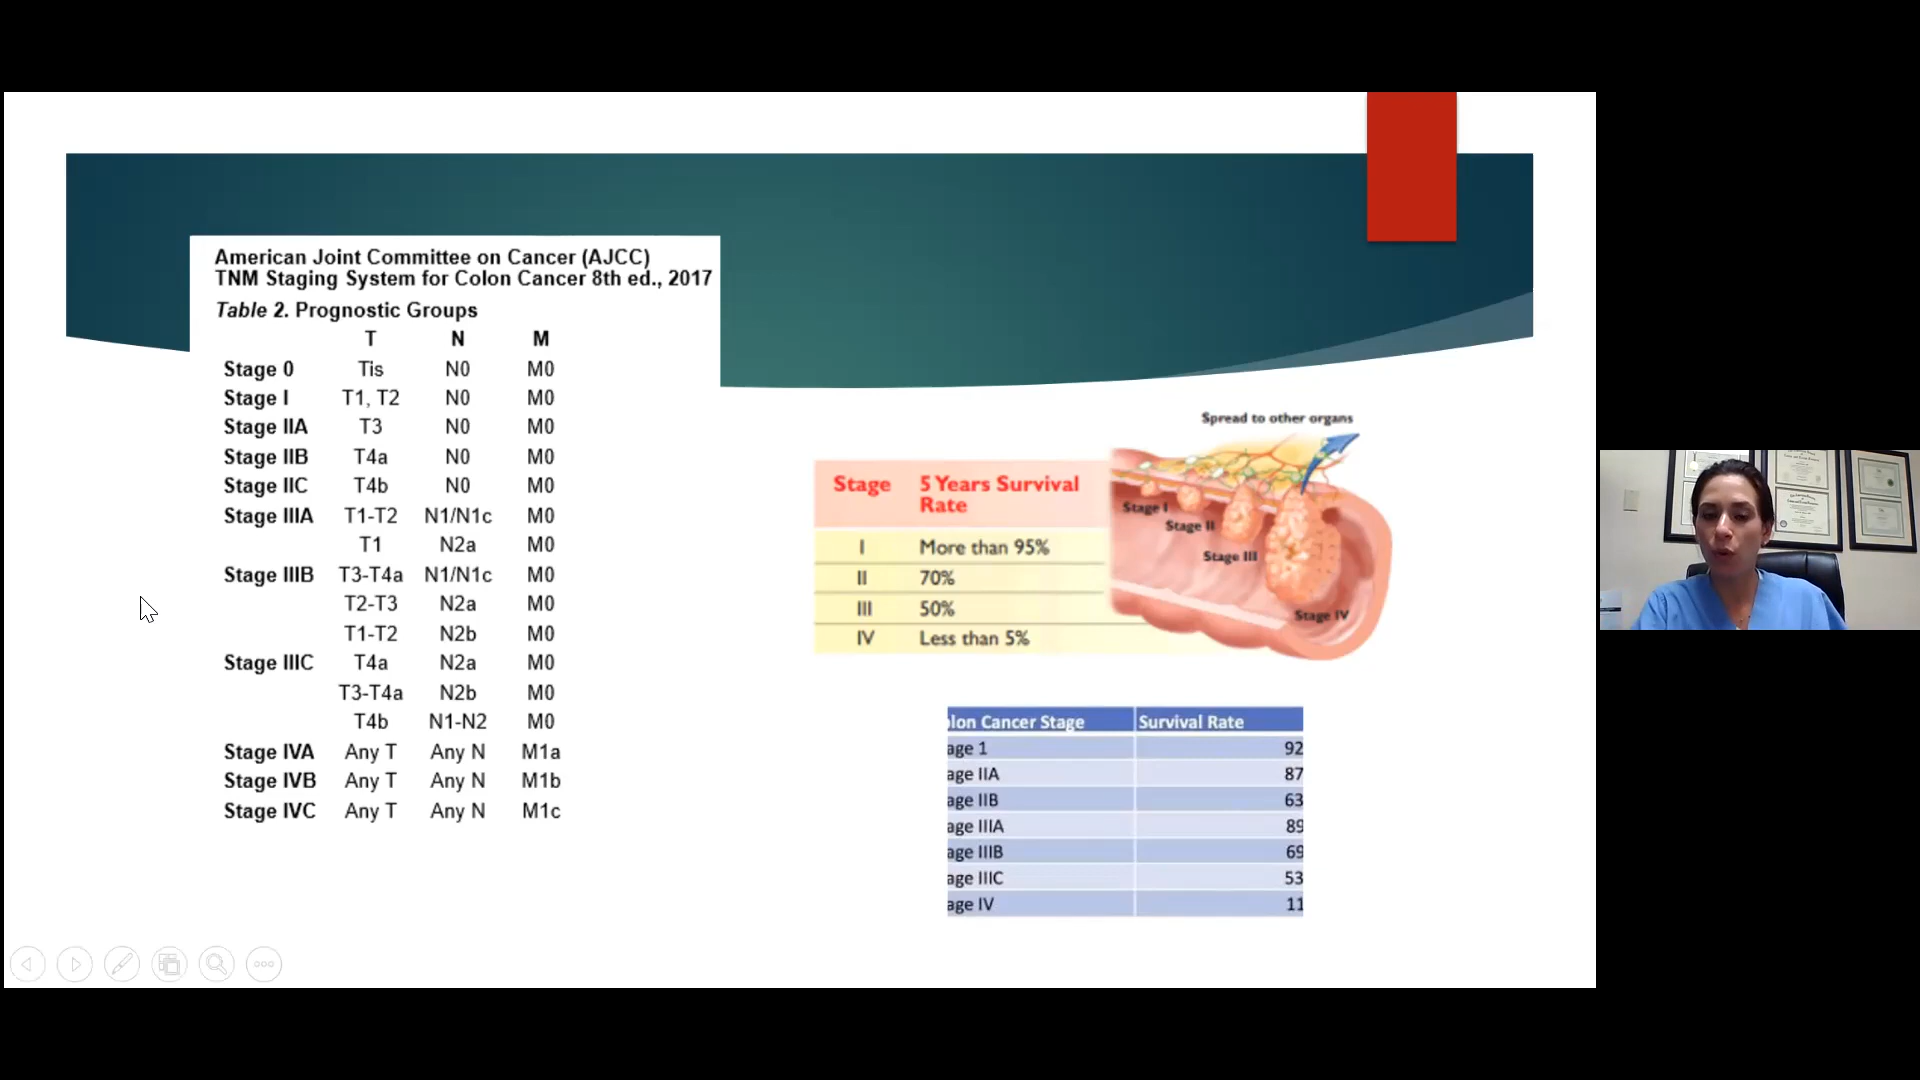 American Joint Committee on Cancer (AJCC)
TNM Staging System for Colon Cancer 8th ed., 2017
Table 2. Prognostic Groups
T N M
Stage 0 Tis N0 M0
Stage I T1, T2 N0 M0
Stage IIA T3 N0 M0
Stage IIB T4a N0 M0
Stage IIC T4b N0 M0
Stage IIIA T1-T2 N1/N1c M0
T1 N2a M0
Stage IIIB T3-T4a N1/N1c M0
T2-T3 N2a M0
T1-T2 N2b M0
Stage IIIC T4a N2a M0
T3-T4a N2b M0
T4b N1-N2 M0
Stage IVA Any T Any N M1a
Stage IVB Any T Any N M1b
Stage IVC Any T Any N M1c
Spread to other organs
Stage 5 Years Survival
Rate
I More than 95%
II 70%
III 50%
IV Less than 5%
Stage I
Stage II
Stage III
Stage IV
lon Cancer Stage Survival Rate
age 1 92
age IIA 87
age IIB 63
age IIIA 89
age IIIB 69
age IIIC 53
age IV 11